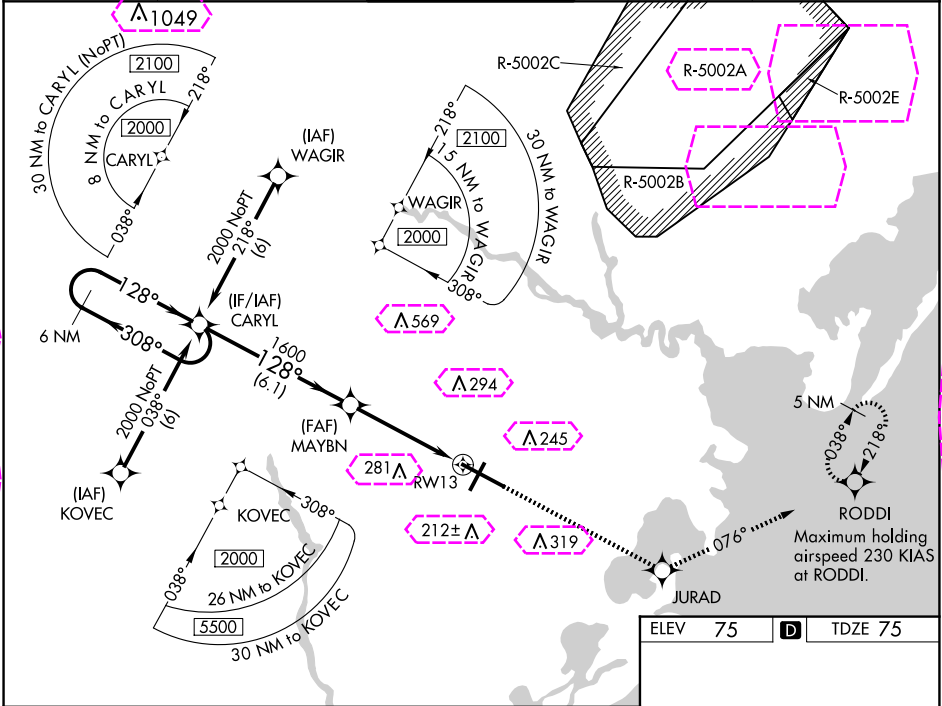 1049
30 NM to CARYL (NoPT)
2100
218°
8 NM to CARYL
2000
CARYL
038°
(IAF)
WAGIR
2000 NoPT
218°
(6)
218°
2100
30 NM to WAGIR
15 NM to WAGIR
WAGIR
2000
308°
R-5002C
R-5002A
R-5002E
R-5002B
128°
308°
6 NM
(IF/IAF)
CARYL
1600
128°
(6.1)
2000 NoPT
038°
(6)
(IAF)
KOVEC
569
294
245
(FAF)
MAYBN
281
RW13
212±
319
KOVEC
308°
038°
2000
26 NM to KOVEC
5500
30 NM to KOVEC
5 NM
038°
218°
RODDI
Maximum holding
airspeed 230 KIAS
at RODDI.
076°
JURAD
ELEV 75 D TDZE 75